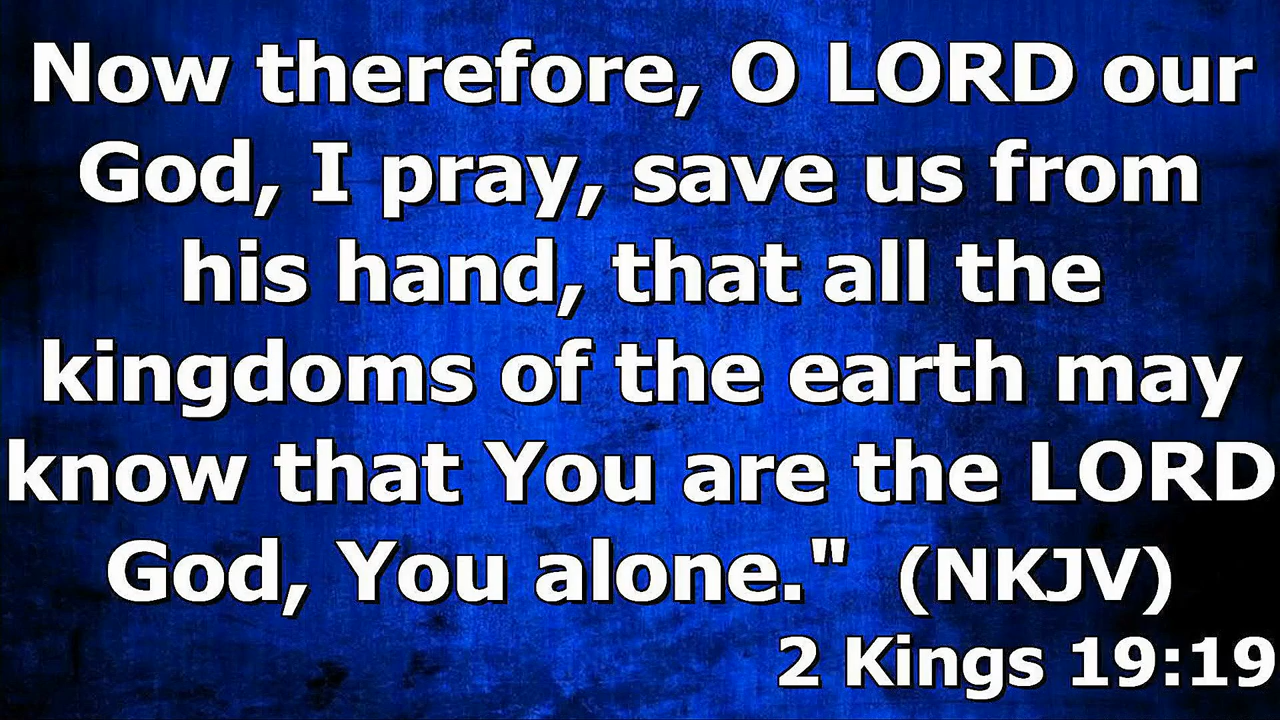 Now therefore, O LORD our
God, I pray, save us from
his hand, that all the
kingdoms of the earth may
know that You are the LORD
God, You alone."  (NKJV)
2 Kings 19:19